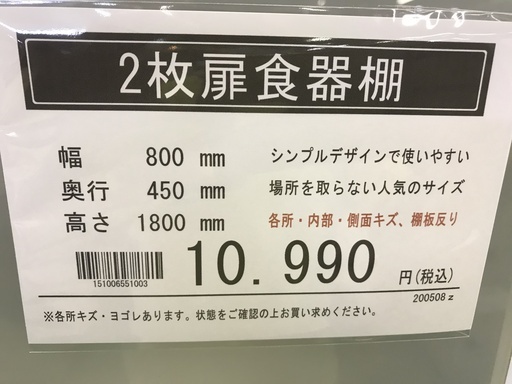 2枚扉食器棚
幅 800 mm シンプルデザインで使いやすい
奥行 450 mm 場所を取らない人気のサイズ
高さ 1800 mm 各所・内部・側面キズ、棚板反り
10.990 円(税込)
151006551003
200508 z
※各所キズ・ヨゴレあります。状態をご確認の上お買い求めください。